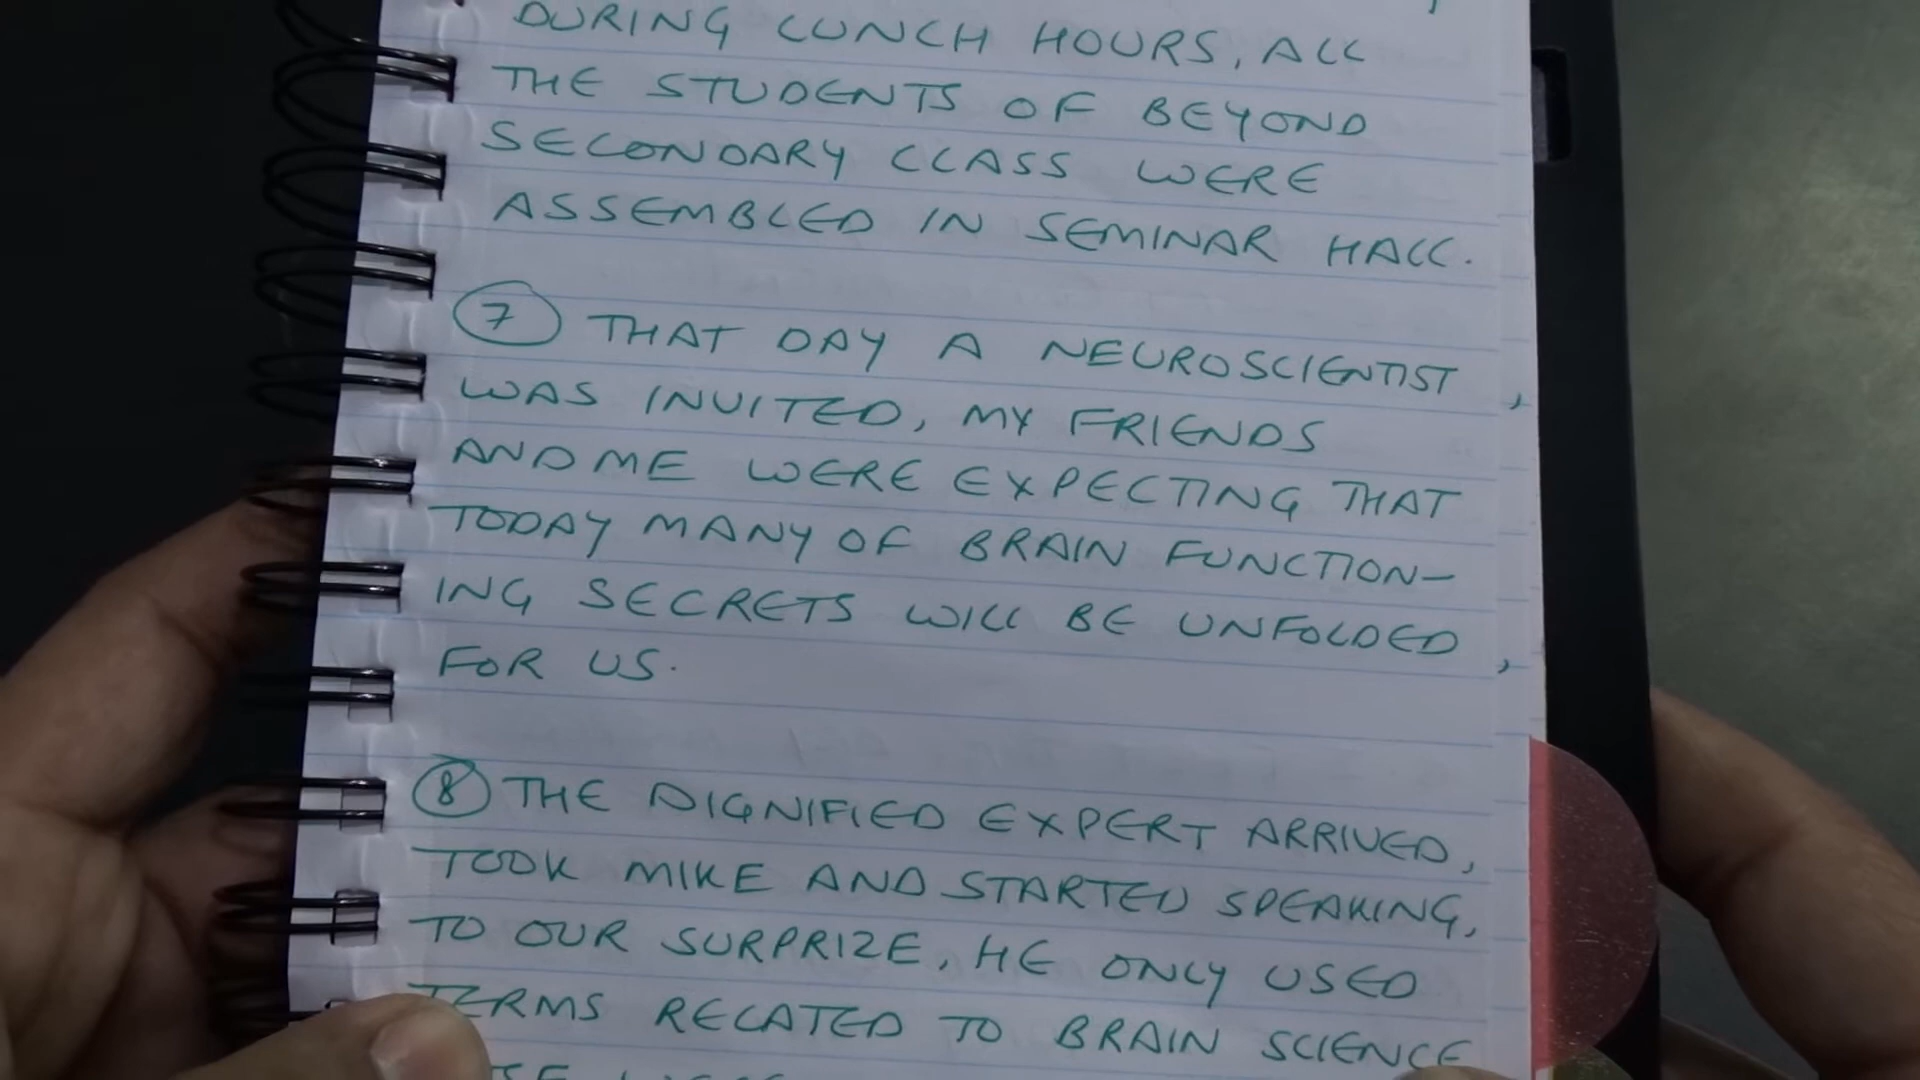 DURING LUNCH HOURS, ALL
THE STUDENTS OF BEYOND
SECONDARY CLASS WERE
ASSEMBLED IN SEMINAR HALL.
7 THAT DAY A NEUROSCIENTIST,
WAS INVITED, MY FRIENDS
AND ME WERE EXPECTING THAT
TODAY MANY OF BRAIN FUNCTION-
ING SECRETS WILL BE UNFOLDED,
FOR US.
8 THE DIGNIFIED EXPERT ARRIVED,
TOOK MIKE AND STARTED SPEAKING,
TO OUR SURPRIZE, HE ONLY USED
TERMS RELATED TO BRAIN SCIENCE